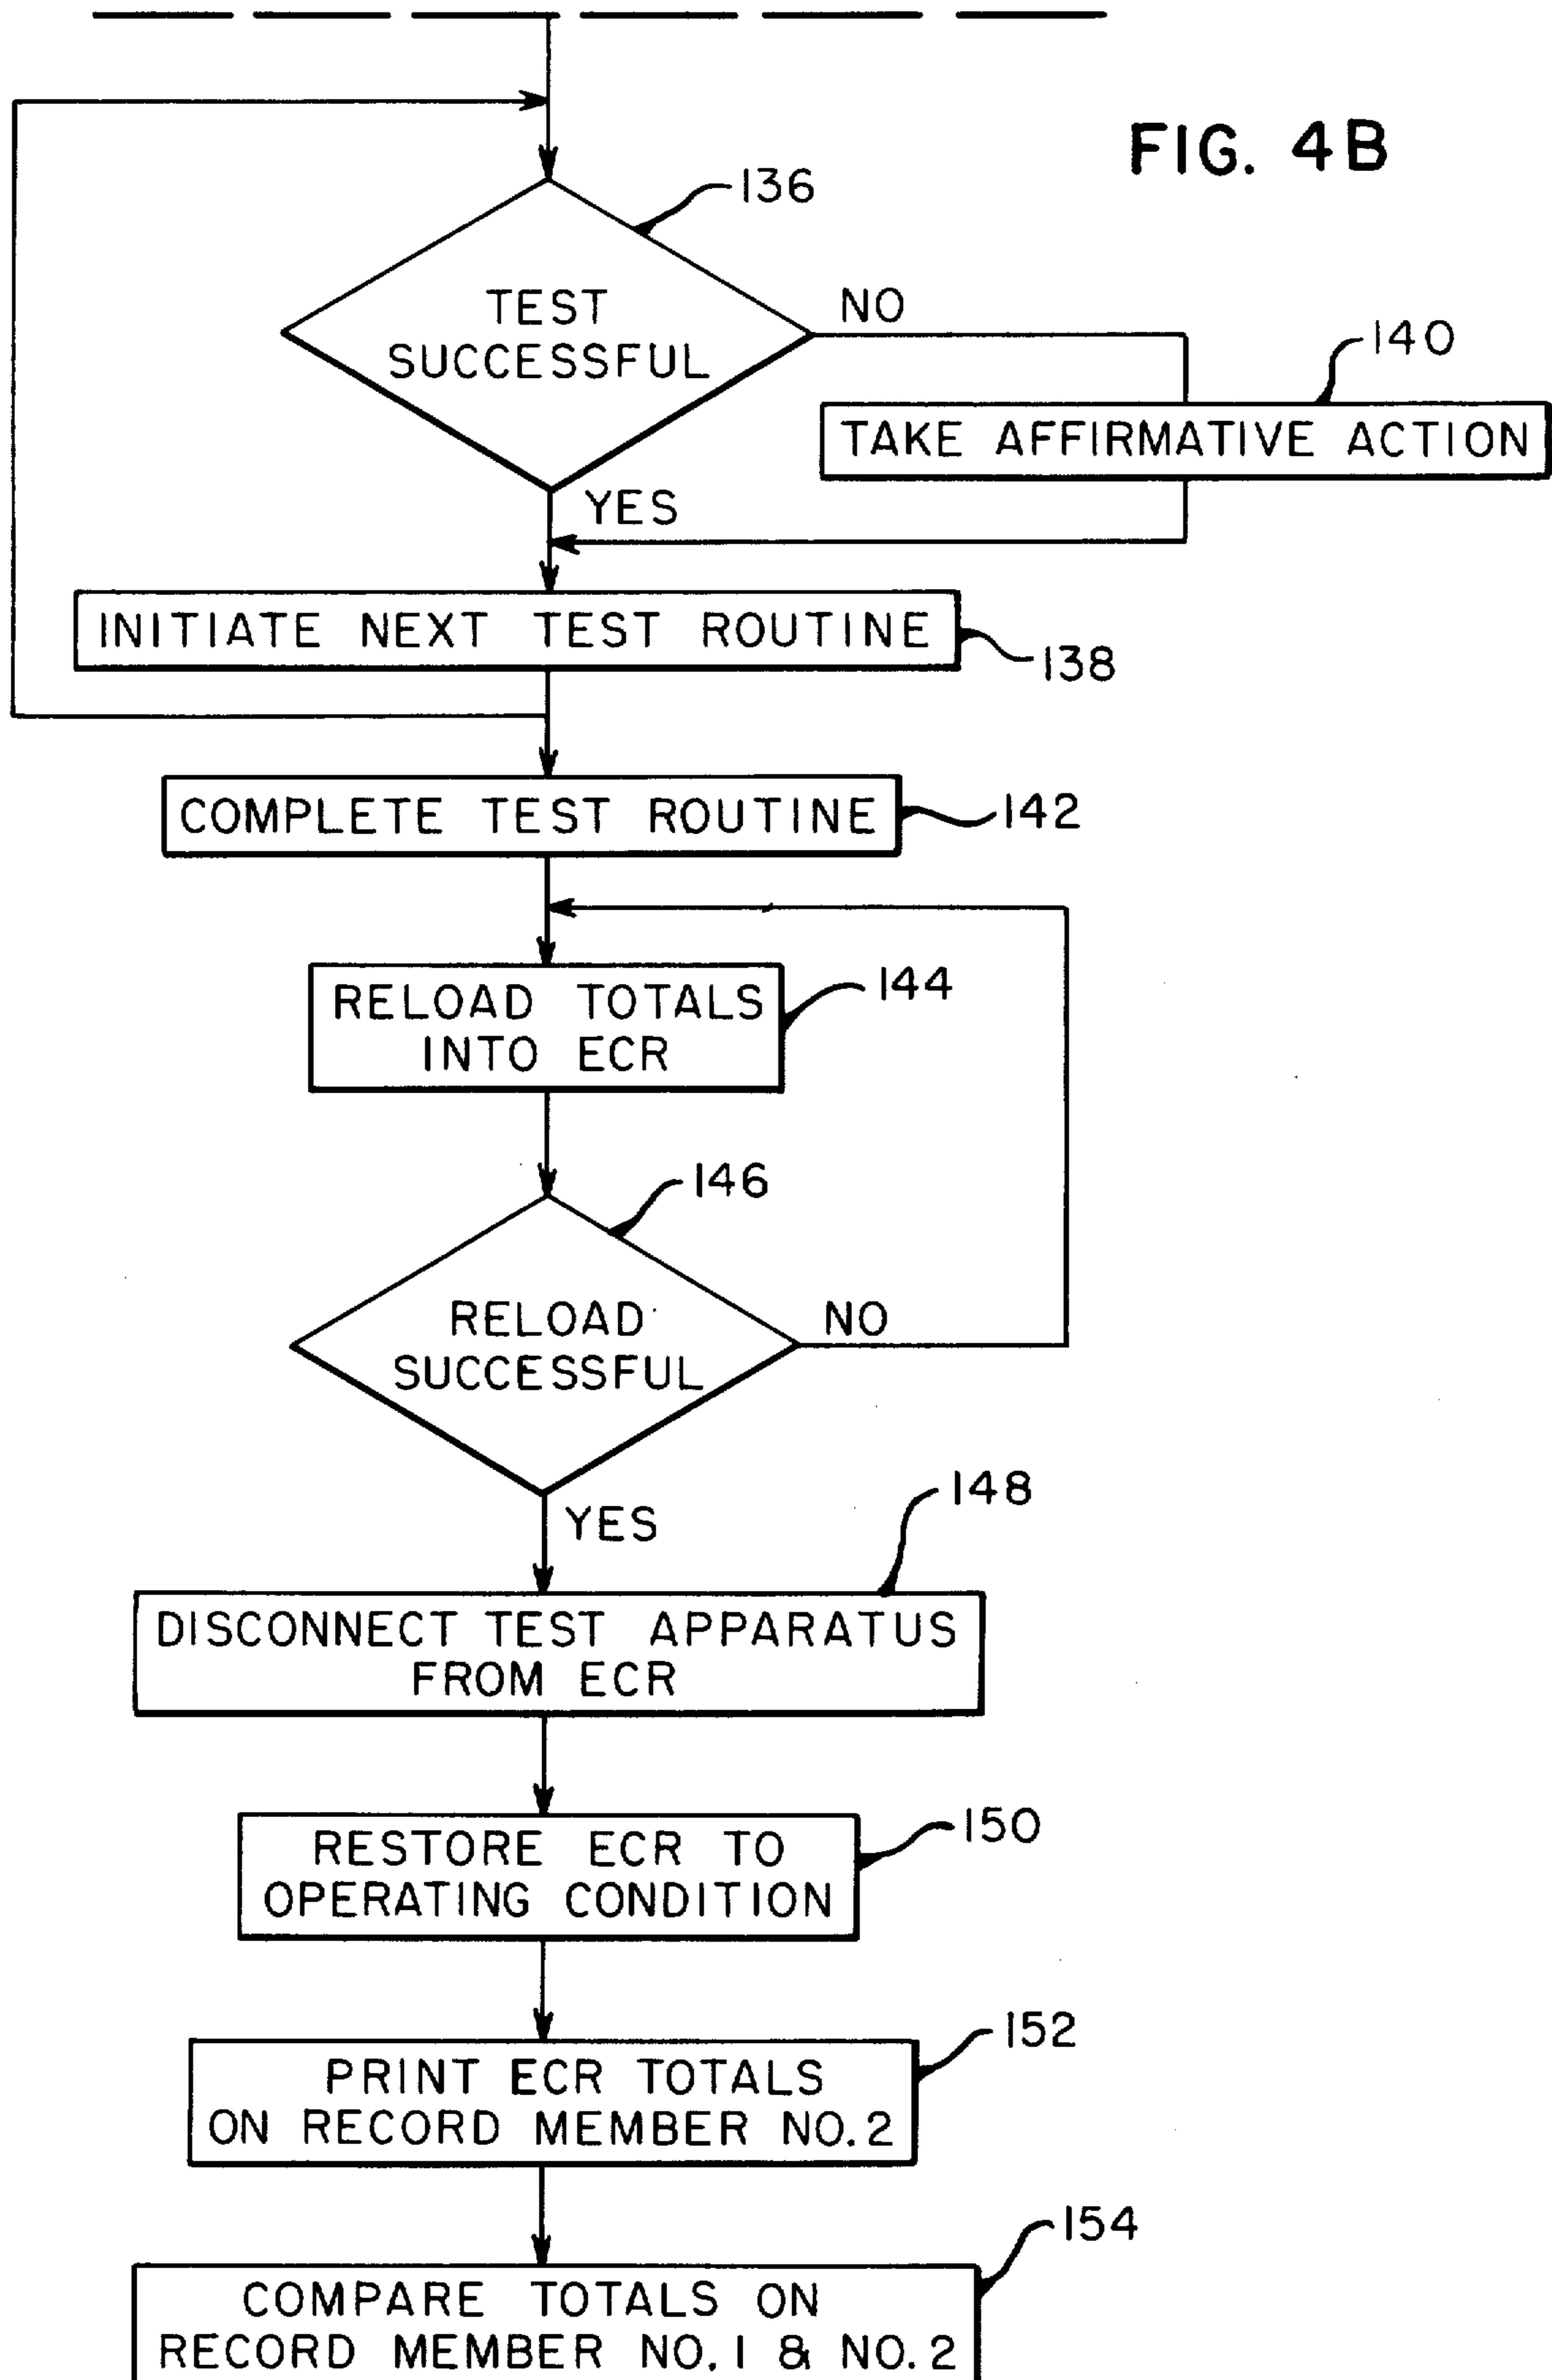 FIG. 4B
136
TEST
SUCCESSFUL
NO
140
TAKE AFFIRMATIVE ACTION
YES
INITIATE NEXT TEST ROUTINE
138
COMPLETE TEST ROUTINE
142
RELOAD TOTALS
INTO ECR
144
146
RELOAD
SUCCESSFUL
NO
YES
148
DISCONNECT TEST APPARATUS
FROM ECR
RESTORE ECR TO
OPERATING CONDITION
150
152
PRINT ECR TOTALS
ON RECORD MEMBER NO. 2
154
COMPARE TOTALS ON
RECORD MEMBER NO. 1 & NO. 2